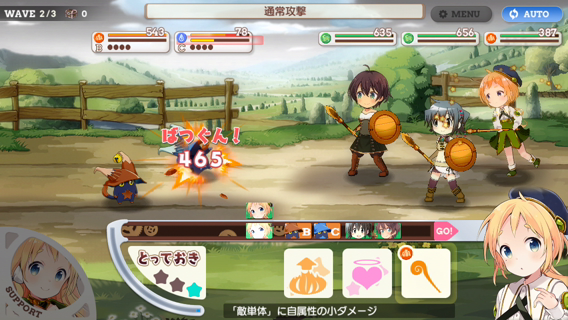 WAVE 2/3 0
通常攻撃
MENU
AUTO
543
B
78
C
635
656
387
ばつぐん!
465
B C GO!
とっておき
SUPPORT
「敵単体」に自属性の小ダメージ